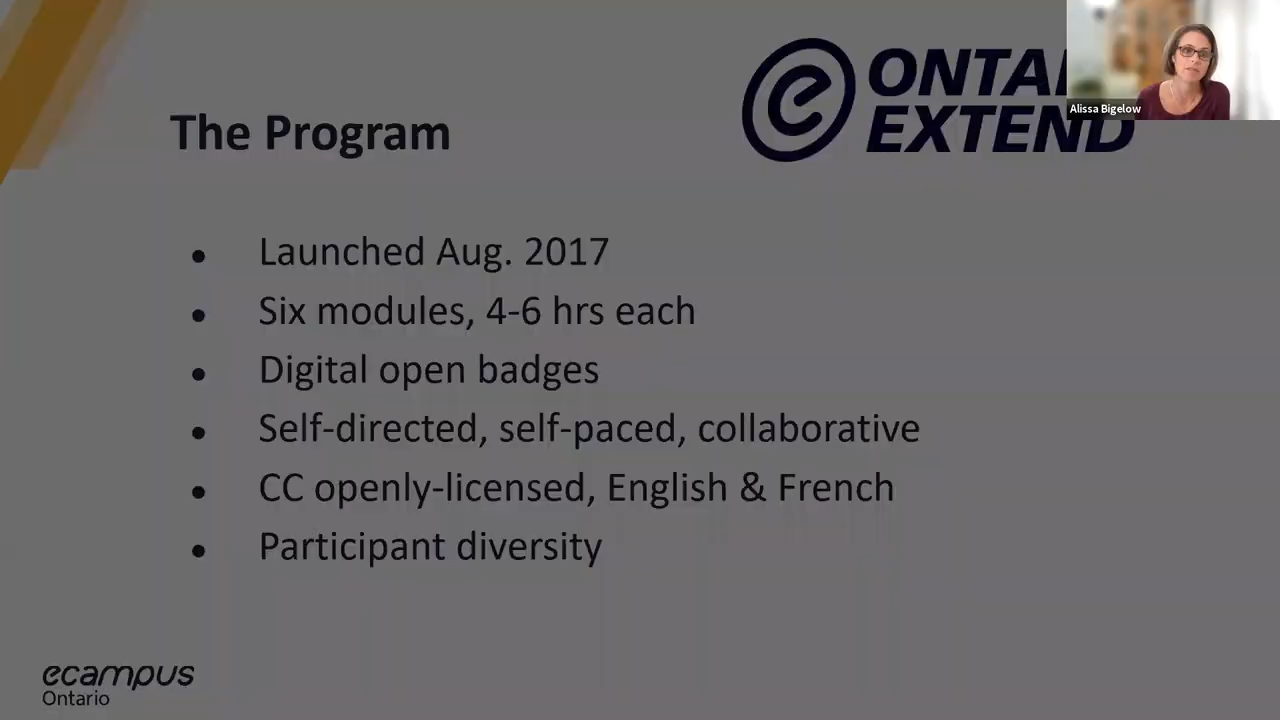 ONTA
EXTEND
Alissa Bigelow
The Program
● Launched Aug. 2017
● Six modules, 4-6 hrs each
● Digital open badges
● Self-directed, self-paced, collaborative
● CC openly-licensed, English & French
● Participant diversity
ecampus
Ontario